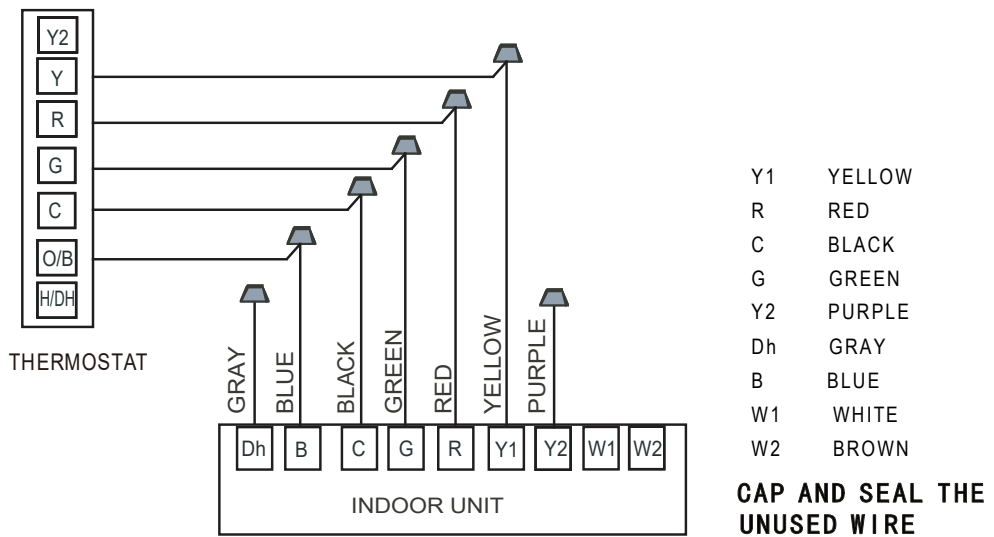 Y2
Y
R
G
C
O/B
H/DH
THERMOSTAT
GRAY
BLUE
BLACK
GREEN
RED
YELLOW
PURPLE
Dh B C G R Y1 Y2 W1 W2
INDOOR UNIT
Y1 YELLOW
R RED
C BLACK
G GREEN
Y2 PURPLE
Dh GRAY
B BLUE
W1 WHITE
W2 BROWN
CAP AND SEAL THE
UNUSED WIRE